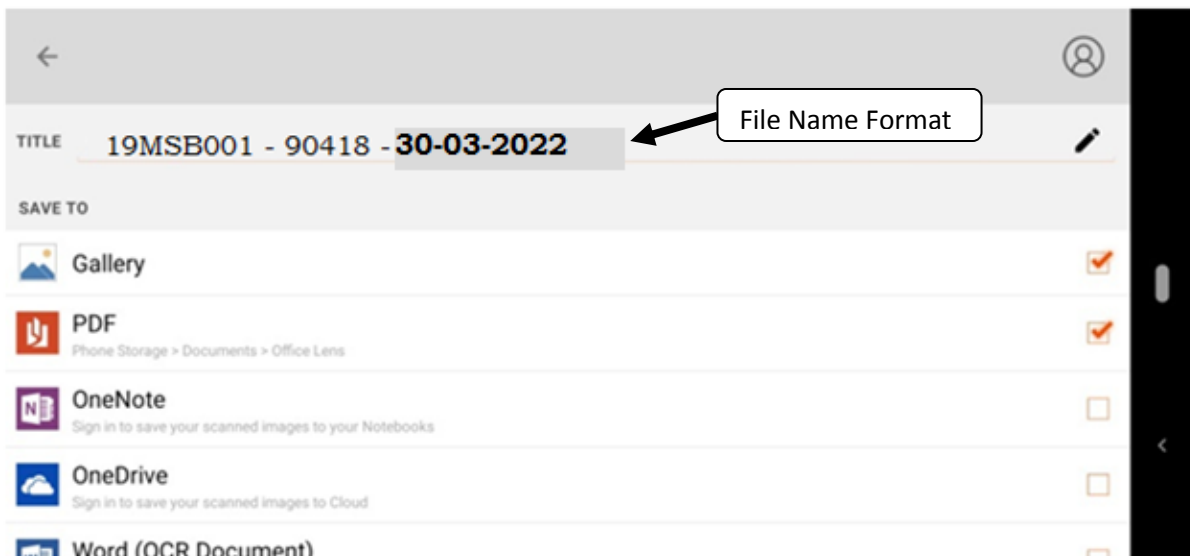 File Name Format
TITLE 19MSB001 - 90418 - 30-03-2022
SAVE TO
Gallery
PDF
Phone Storage > Documents > Office Lens
OneNote
Sign in to save your scanned images to your Notebooks
OneDrive
Sign in to save your scanned images to Cloud
Word (OCR Document)